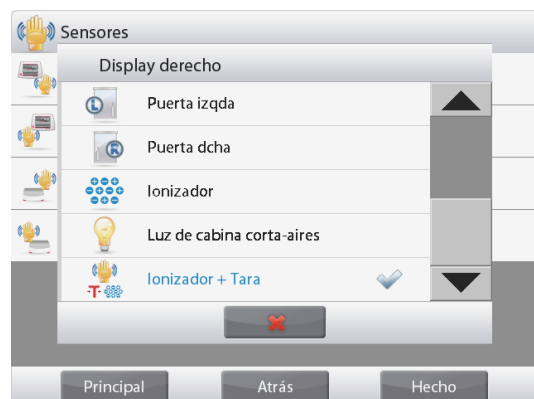 Sensores
Display derecho
Puerta izqda
Puerta dcha
Ionizador
Luz de cabina corta-aires
Ionizador + Tara
-T-
Principal
Atrás
Hecho